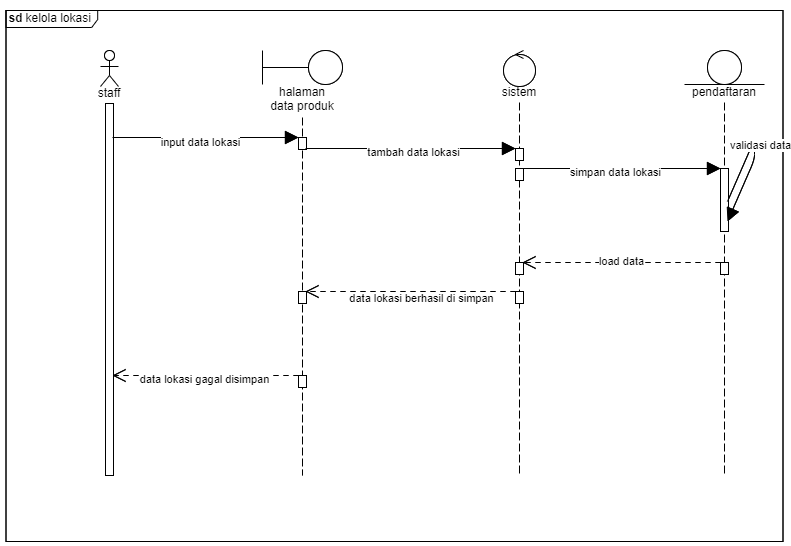 sd kelola lokasi
staff
halaman
data produk
sistem
pendaftaran
input data lokasi
tambah data lokasi
validasi data
simpan data lokasi
load data
data lokasi berhasil di simpan
data lokasi gagal disimpan